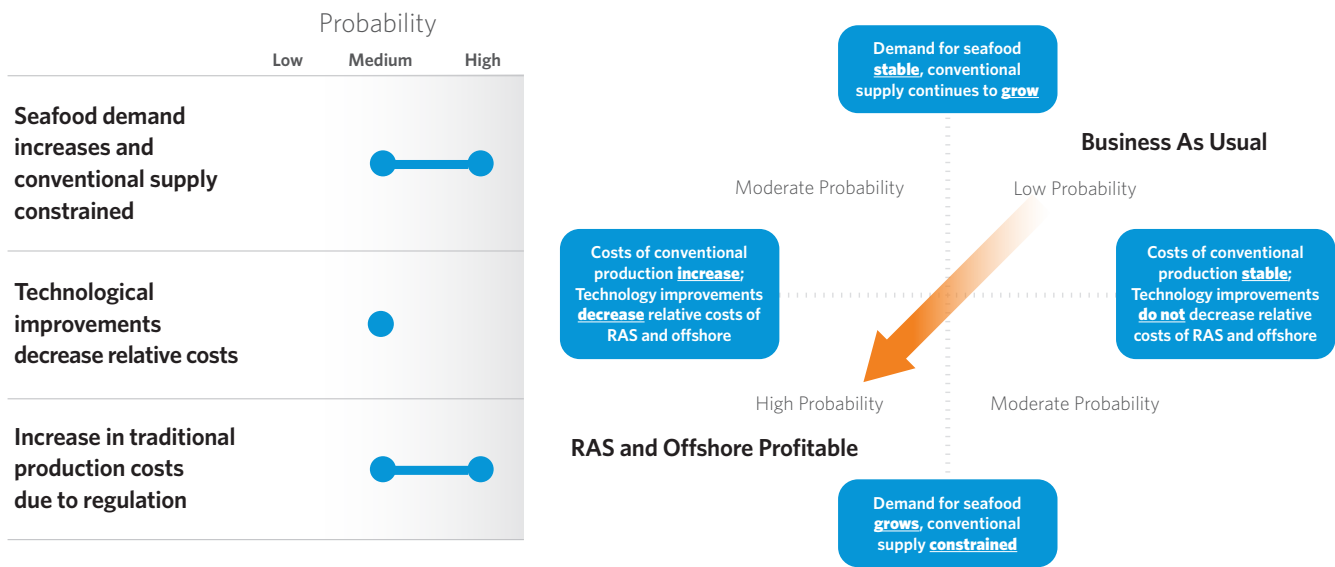 Probability
Low Medium High
Seafood demand
increases and
conventional supply
constrained
Technological
improvements
decrease relative costs
Increase in traditional
production costs
due to regulation
Demand for seafood
stable, conventional
supply continues to grow
Business As Usual
Moderate Probability
Low Probability
Costs of conventional
production increase;
Technology improvements
decrease relative costs of
RAS and offshore
Costs of conventional
production stable;
Technology improvements
do not decrease relative
costs of RAS and offshore
High Probability
Moderate Probability
RAS and Offshore Profitable
Demand for seafood
grows, conventional
supply constrained